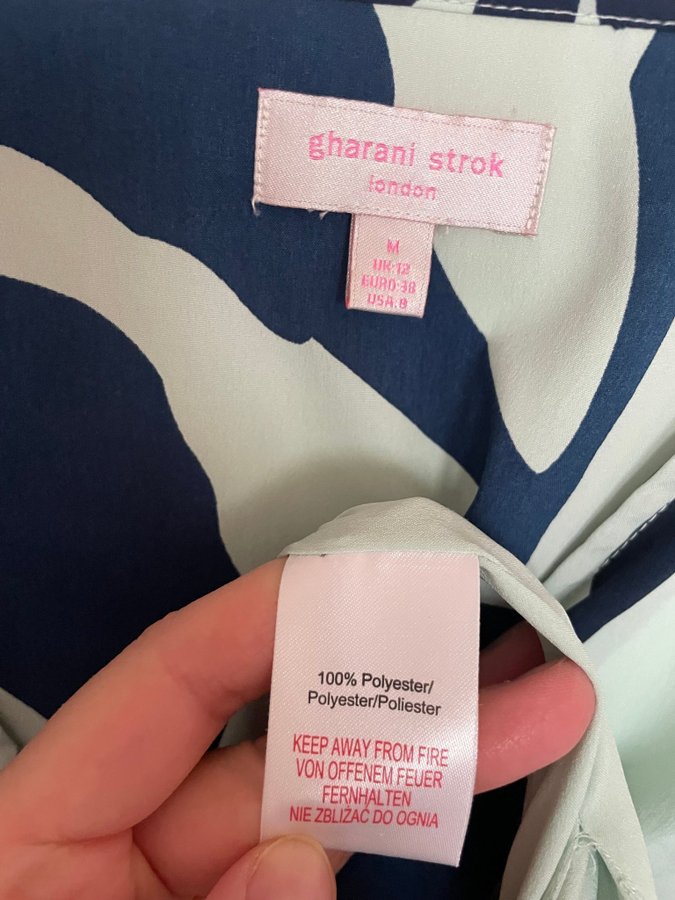 gharani strok
london
M
UK:12
EURO:38
USA:8
100% Polyester/
Polyester/Poliester
KEEP AWAY FROM FIRE
VON OFFENEM FEUER
FERNHALTEN
NIE ZBLIŻAC DO OGNIA